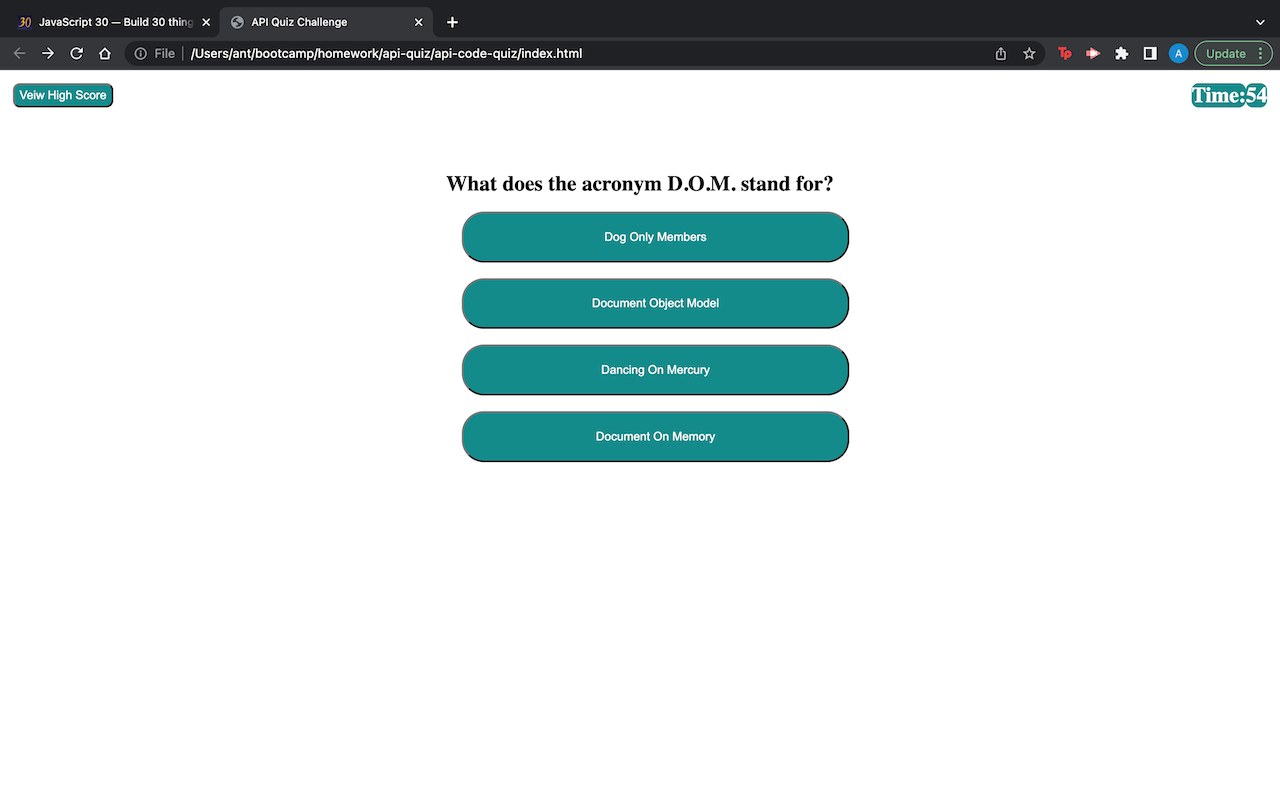 30 JavaScript 30 — Build 30 thing
API Quiz Challenge
File /Users/ant/bootcamp/homework/api-quiz/api-code-quiz/index.html
Tp
A
Update
Veiw High Score
Time:54
What does the acronym D.O.M. stand for?
Dog Only Members
Document Object Model
Dancing On Mercury
Document On Memory